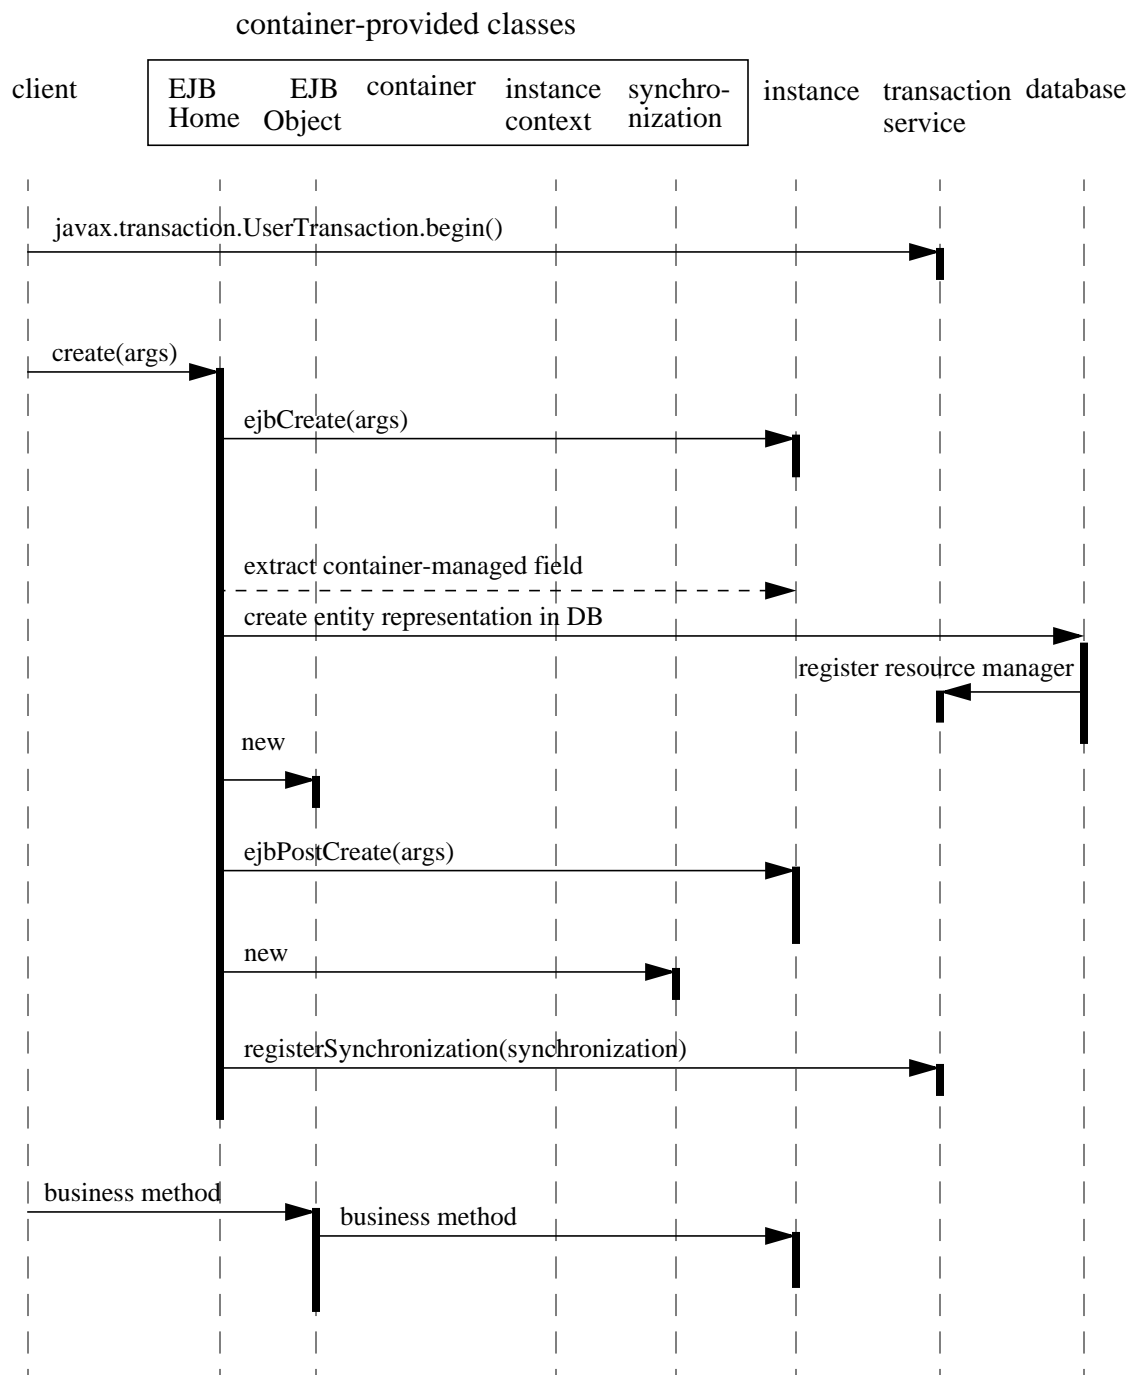 container-provided classes
client EJB EJB container instance synchro- instance transaction database
Home Object context nization service
javax.transaction.UserTransaction.begin()
create(args)
ejbCreate(args)
extract container-managed field
create entity representation in DB
register resource manager
new
ejbPostCreate(args)
new
registerSynchronization(synchronization)
business method
business method